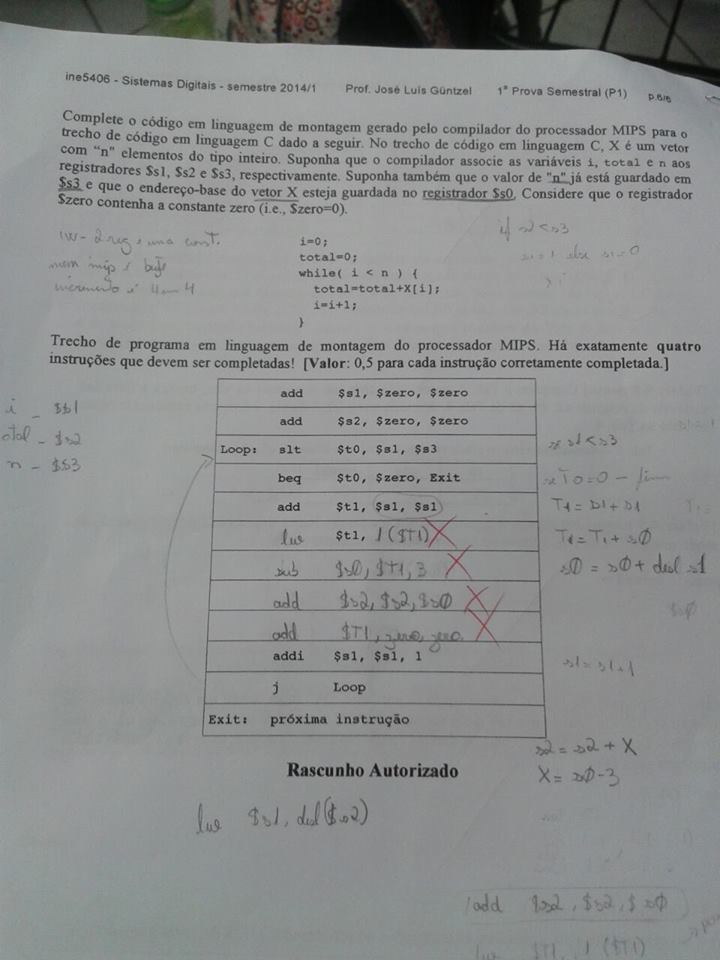 ine5406 - Sistemas Digitais - semestre 2014/1 Prof. José Luís Güntzel 1ª Prova Semestral (P1) p.6/6
Complete o código em linguagem de montagem gerado pelo compilador do processador MIPS para o
trecho de código em linguagem C dado a seguir. No trecho de código em linguagem C, X é um vetor
com "n" elementos do tipo inteiro. Suponha que o compilador associe as variáveis i, total e n aos
registradores $s1, $s2 e $s3, respectivamente. Suponha também que o valor de "n" já está guardado em
$s3 e que o endereço-base do vetor X esteja guardada no registrador $s0. Considere que o registrador
$zero contenha a constante zero (i.e., $zero=0).
lw - 2 reg e uma const.
mem mips é byte
incremento é 4 em 4
i=0;
total=0;
while( i < n ) {
total=total+X[i];
i=i+1;
}
if s2 < s3
s1=1 else s1=0
Trecho de programa em linguagem de montagem do processador MIPS. Há exatamente quatro
instruções que devem ser completadas! [Valor: 0,5 para cada instrução corretamente completada.]
i - $s1
otal - $s2
n - $s3
add $s1, $zero, $zero
add $s2, $zero, $zero
Loop: slt $t0, $s1, $s3
beq $t0, $zero, Exit
add $t1, $s1, $s1
lw $t1, 1($T1)
sub $s0, $T1, 3
add $s2, $s2, $s0
add $T1, zero, zero
addi $s1, $s1, 1
j Loop
Exit: próxima instrução
se s1 < s3
se T0=0 - fim
T1 = s1 + s1
T1 = T1 + s0
s0 = s0 + desl s1
s1 = s1+1
s2 = s2 + X
X = s0-3
Rascunho Autorizado
lw $s1, desl($s2)
add $s2, $s2, $s0
lw $T1, 1($T1)